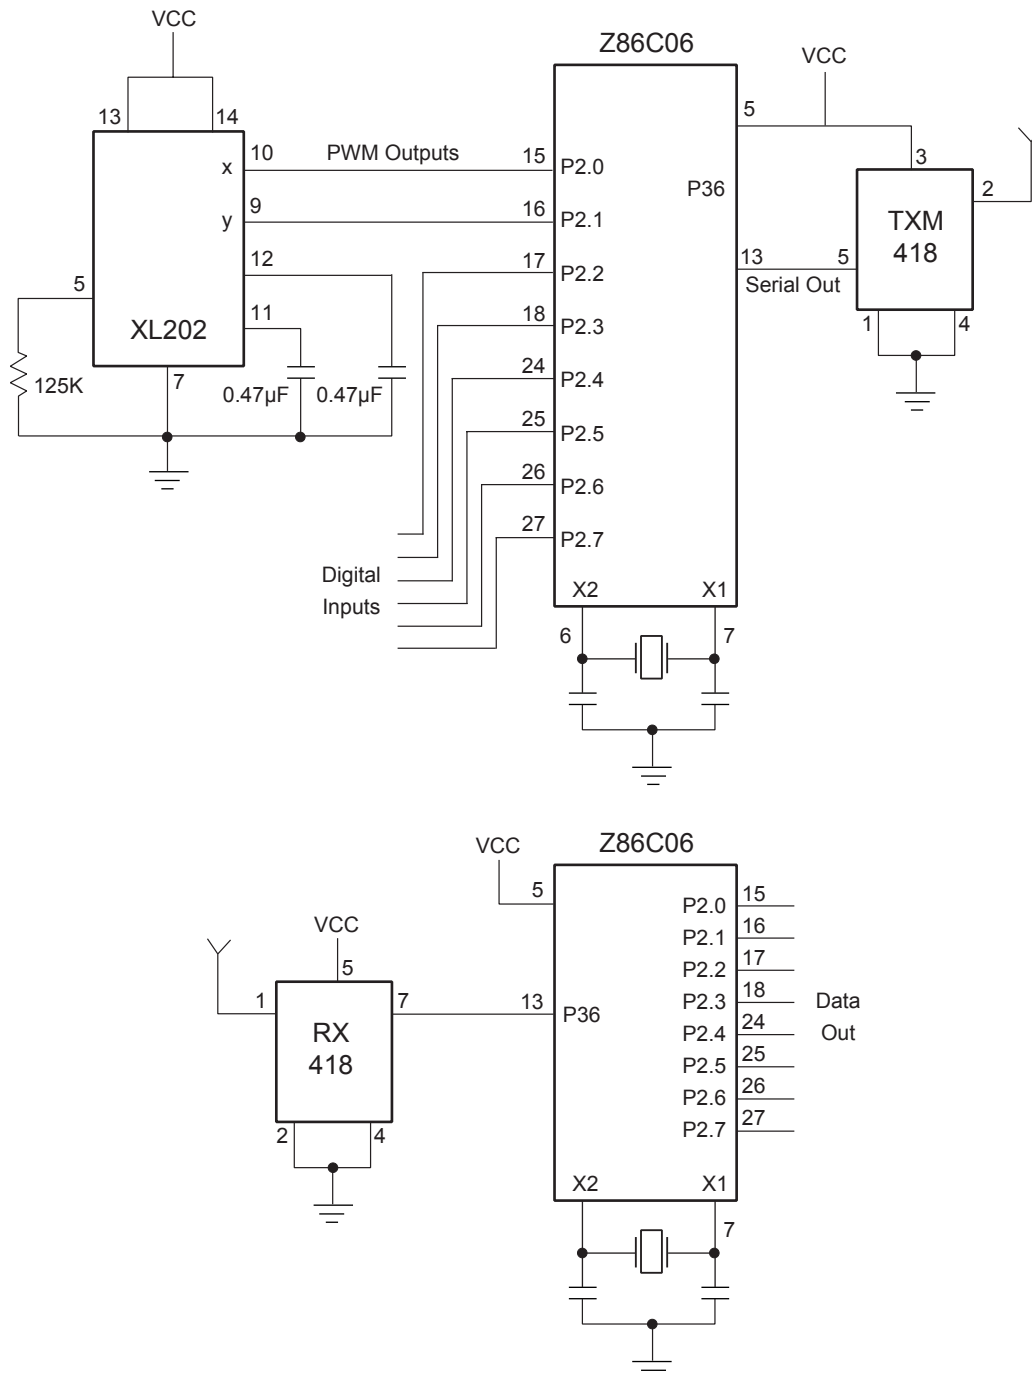 VCC
Z86C06
VCC
13
14
5
x
10
PWM Outputs
15
P2.0
3
2
P36
y
9
16
P2.1
TXM
418
12
17
P2.2
13
5
Serial Out
5
11
18
P2.3
1
4
XL202
125K
7
0.47µF
0.47µF
24
P2.4
25
P2.5
26
P2.6
27
P2.7
Digital
Inputs
X2
X1
6
7
Z86C06
VCC
5
P2.0
15
P2.1
16
VCC
5
P2.2
17
1
7
13
P36
P2.3
18
Data
RX
418
P2.4
24
Out
P2.5
25
P2.6
26
2
4
P2.7
27
X2
X1
7